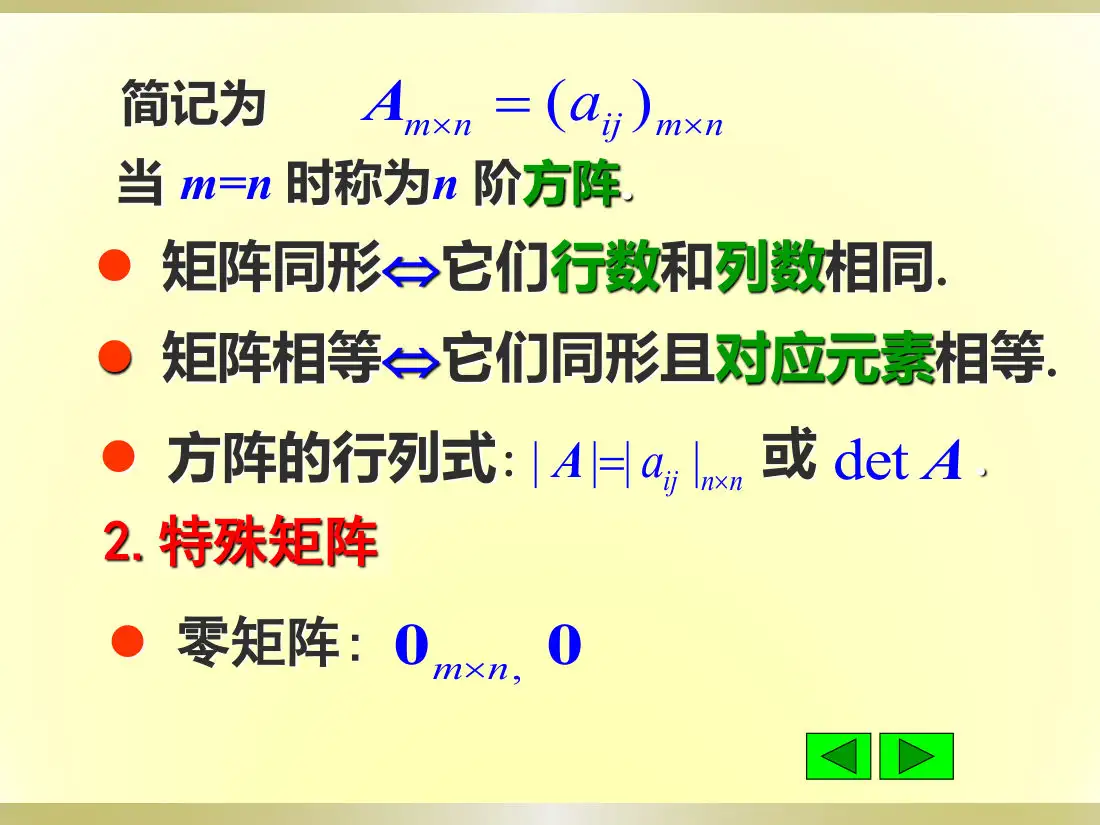 简记为 A_{m×n} = (a_{ij})_{m×n}
当 m=n 时称为n 阶方阵.
● 矩阵同形⇔它们行数和列数相同.
● 矩阵相等⇔它们同形且对应元素相等.
● 方阵的行列式: | A |=| a_{ij} |_{n×n} 或 det A .
2.特殊矩阵
● 零矩阵: 0_{m×n,} 0